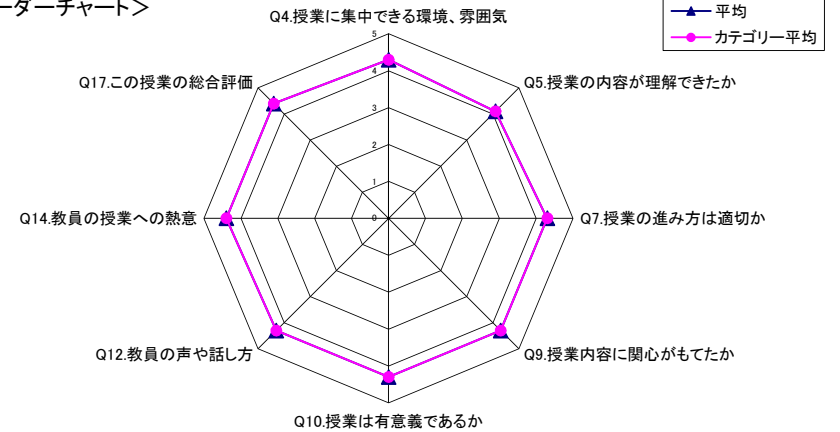 ーダーチャート＞
平均
カテゴリー平均
Q4.授業に集中できる環境、雰囲気
Q17.この授業の総合評価
Q5.授業の内容が理解できたか
Q14.教員の授業への熱意
Q7.授業の進み方は適切か
Q12.教員の声や話し方
Q9.授業内容に関心がもてたか
Q10.授業は有意義であるか
5
4
3
2
1
0